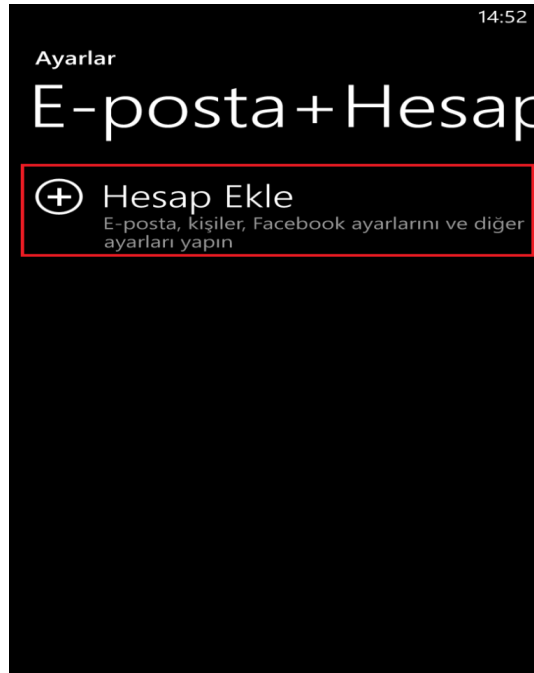 14:52
Ayarlar
E-posta+Hesap
Hesap Ekle
E-posta, kişiler, Facebook ayarlarını ve diğer
ayarları yapın